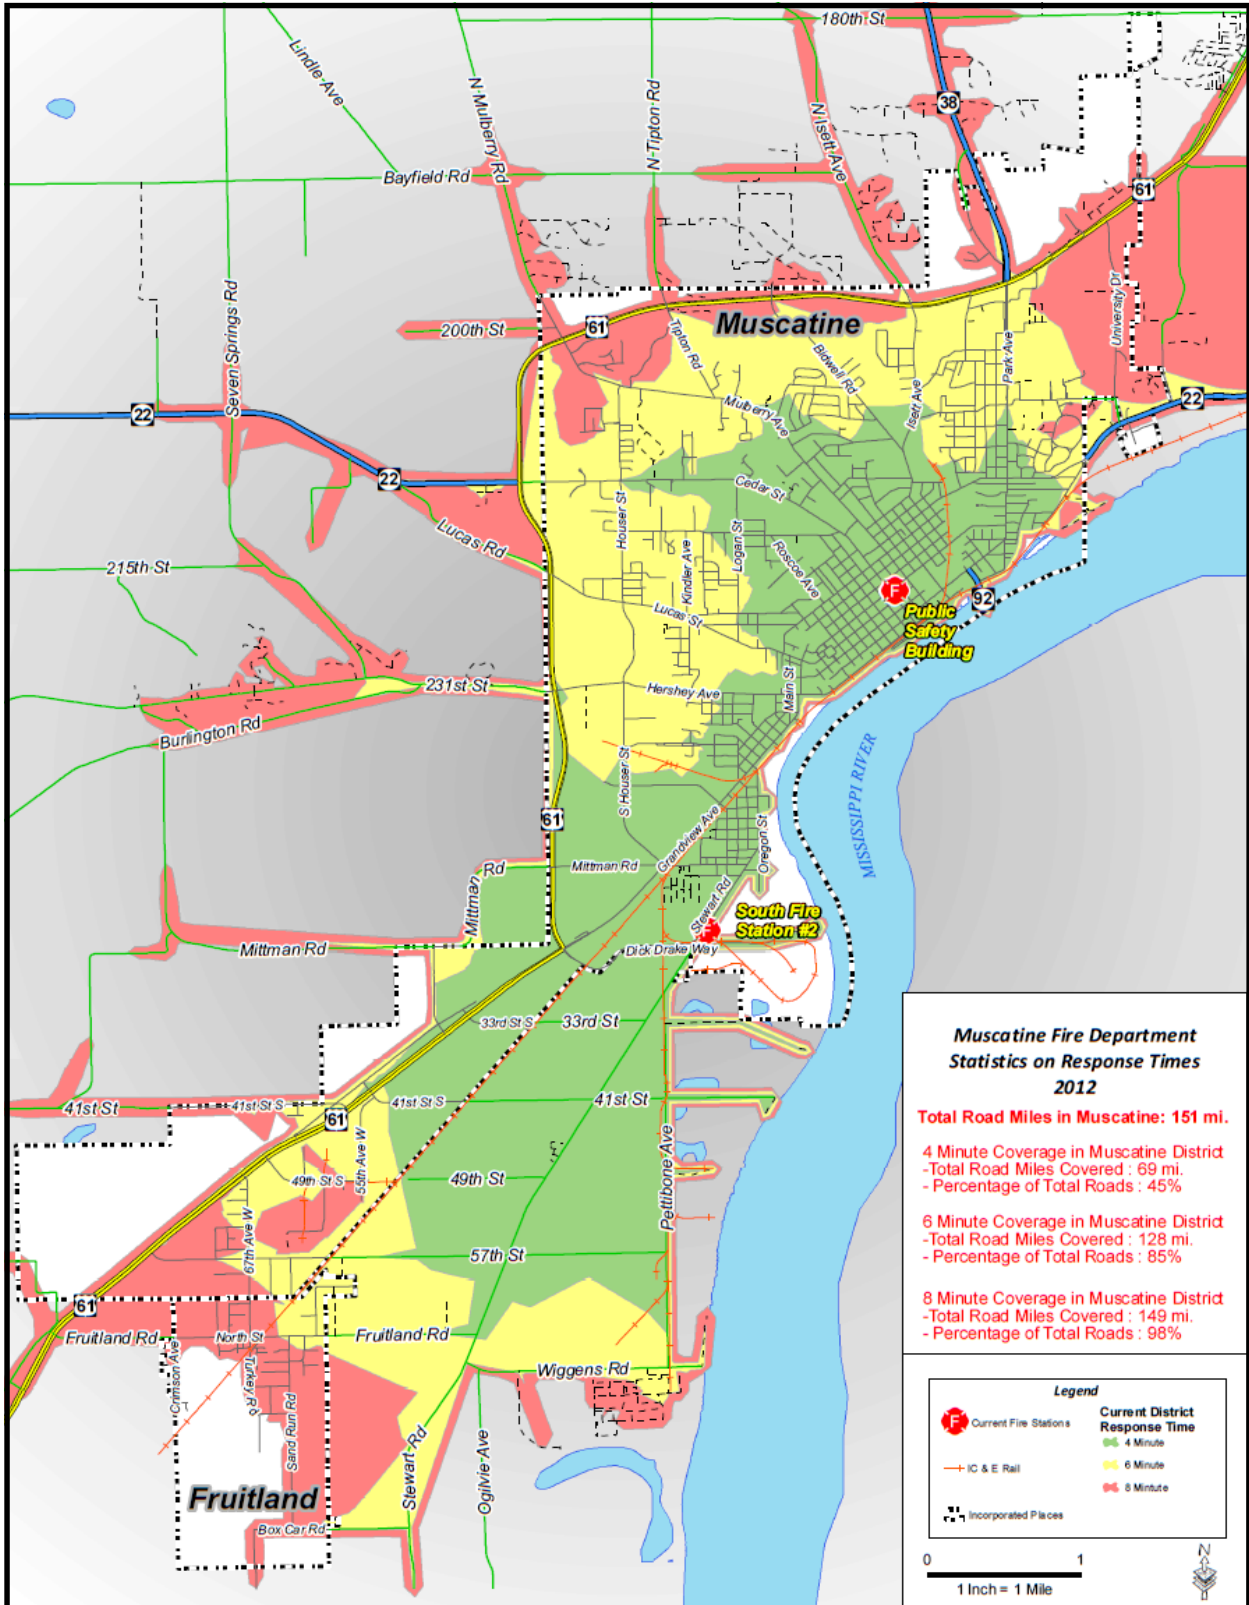 180th St
Lindle Ave
N Mulberry Rd
N Tipton Rd
N Isett Ave
38
Bayfield Rd
61
Seven Springs Rd
200th St
61
Muscatine
University Dr
Tipton Rd
Bidwell Rd
Park Ave
Isett Ave
22
22
Mulberry Ave
22
Cedar St
Houser St
Logan St
Lucas Rd
Kindler Ave
Roscoe Ave
215th St
F
92
Public
Safety
Building
Lucas St
231st St
Hershey Ave
Main St
Burlington Rd
S Houser St
MISSISSIPPI RIVER
61
Grandview Ave
Oregon St
Mittman Rd
Mittman Rd
Stewart Rd
South Fire
Station #2
F
Mittman Rd
Dick Drake Way
33rd St S
33rd St
41st St
41st St S
61
41st St S
41st St
55th Ave W
49th St S
49th St
Pettibone Ave
67th Ave W
57th St
61
Fruitland Rd
North St
Fruitland Rd
Crimson Ave
Turkey Rd
Sand Run Rd
Wiggens Rd
Stewart Rd
Ogilvie Ave
Fruitland
Box Car Rd
Muscatine Fire Department
Statistics on Response Times
2012
Total Road Miles in Muscatine: 151 mi.
4 Minute Coverage in Muscatine District
-Total Road Miles Covered : 69 mi.
- Percentage of Total Roads : 45%
6 Minute Coverage in Muscatine District
-Total Road Miles Covered : 128 mi.
- Percentage of Total Roads : 85%
8 Minute Coverage in Muscatine District
-Total Road Miles Covered : 149 mi.
- Percentage of Total Roads : 98%
Legend
F Current Fire Stations
IC & E Rail
Incorporated Places
Current District
Response Time
4 Minute
6 Minute
8 Mintute
N
0 1
1 Inch = 1 Mile